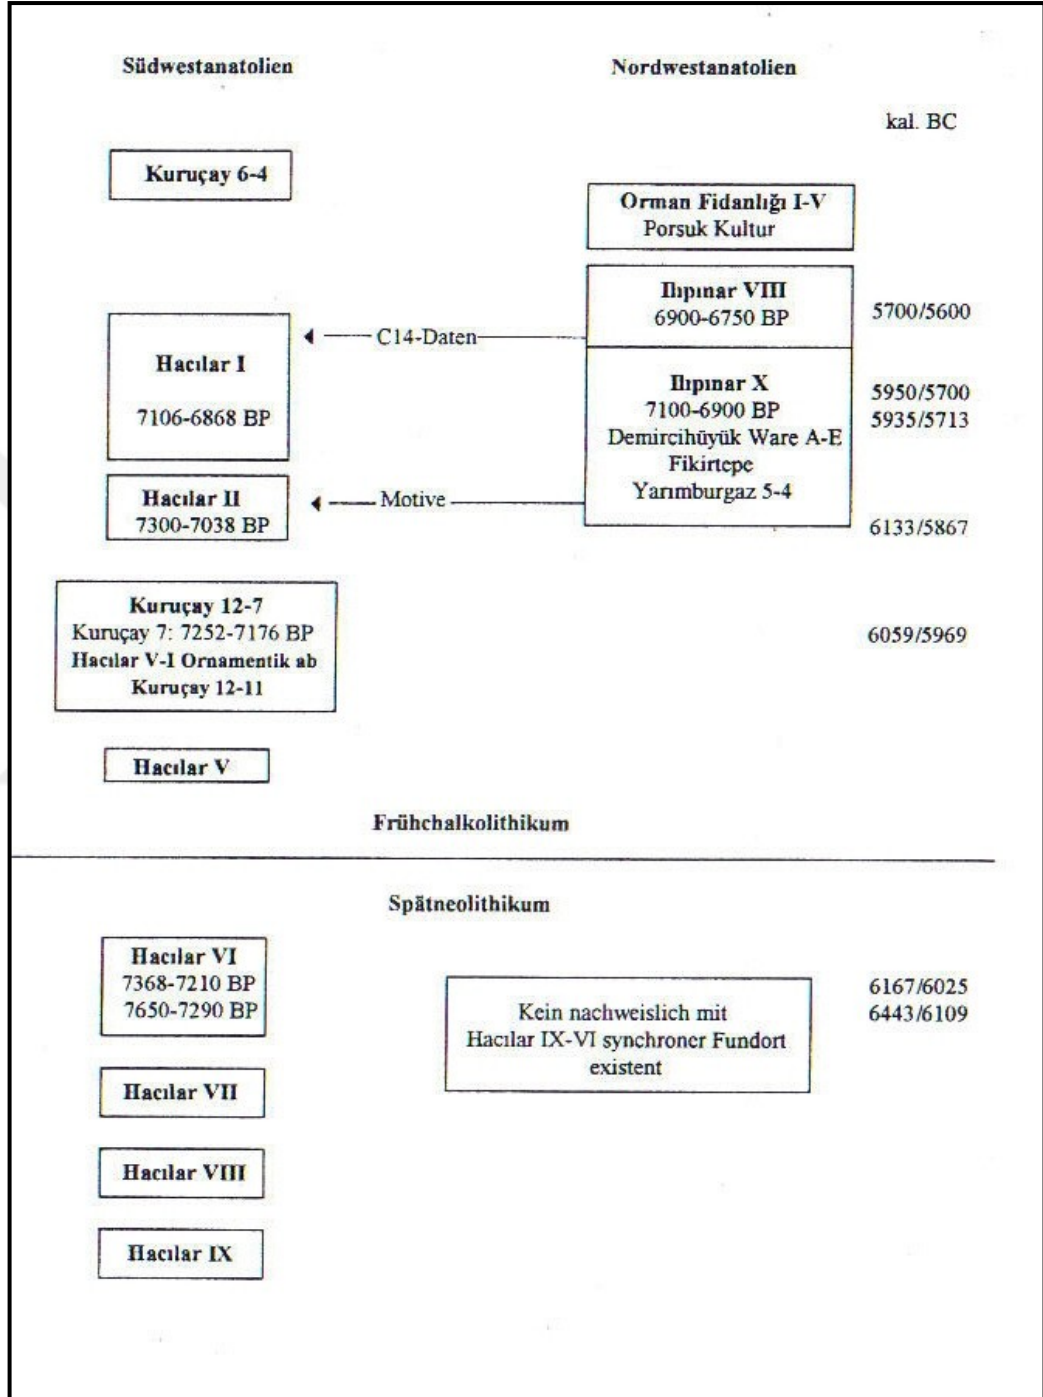 Südwestanatolien
Nordwestanatolien
kal. BC
Kuruçay 6-4
Orman Fidanlığı I-V
Porsuk Kultur
Ilıpınar VIII
6900-6750 BP
5700/5600
C14-Daten
Hacılar I
7106-6868 BP
Ilıpınar X
7100-6900 BP
Demircihüyük Ware A-E
Fikirtepe
Yarımburgaz 5-4
5950/5700
5935/5713
Hacılar II
7300-7038 BP
Motive
6133/5867
Kuruçay 12-7
Kuruçay 7: 7252-7176 BP
Hacılar V-I Ornamentik ab
Kuruçay 12-11
6059/5969
Hacılar V
Frühchalkolithikum
Spätneolithikum
Hacılar VI
7368-7210 BP
7650-7290 BP
Kein nachweislich mit
Hacılar IX-VI synchroner Fundort
existent
6167/6025
6443/6109
Hacılar VII
Hacılar VIII
Hacılar IX